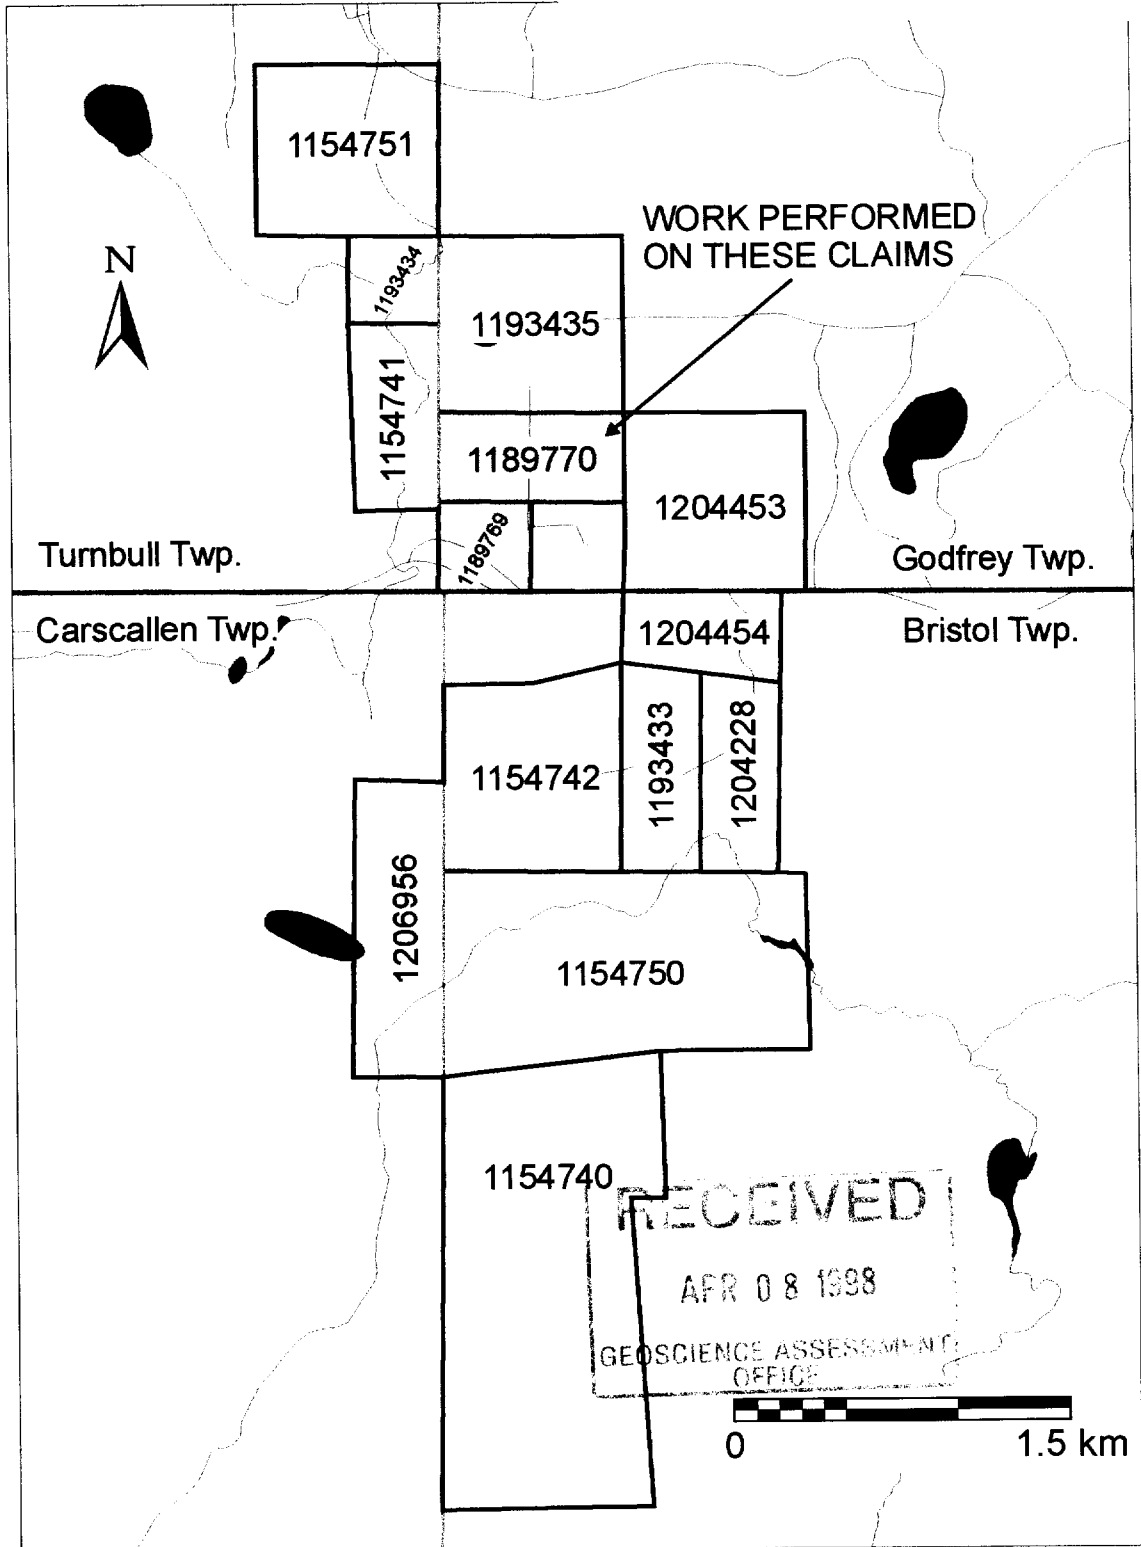 1154751
WORK PERFORMED
ON THESE CLAIMS
N
1193434
1193435
1154741
1189770
1204453
1189769
Turnbull Twp.
Godfrey Twp.
Carscallen Twp.
1204454
Bristol Twp.
1193433
1204228
1154742
1206956
1154750
1154740
RECEIVED
APR 08 1998
GEOSCIENCE ASSESSMENT
OFFICE
0
1.5 km